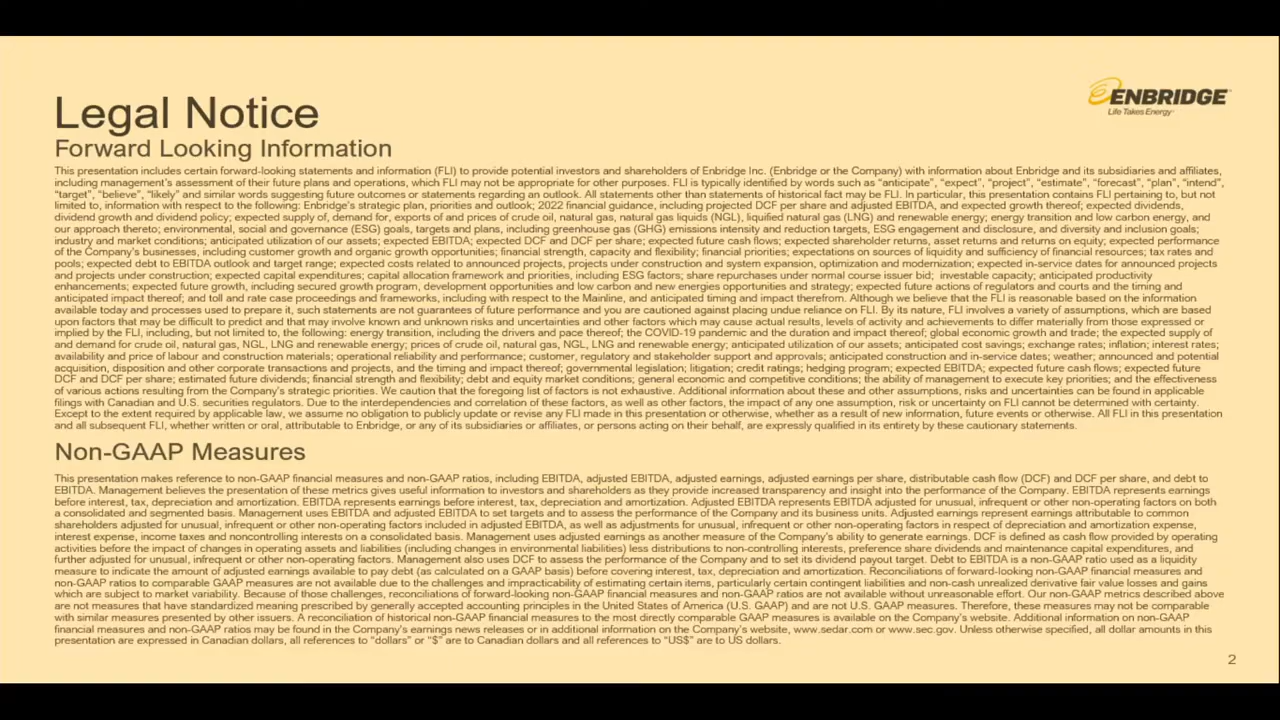 ENBRIDGE
Life Takes Energy
Legal Notice
Forward Looking Information
This presentation includes certain forward-looking statements and information (FLI) to provide potential investors and shareholders of Enbridge Inc. (Enbridge or the Company) with information about Enbridge and its subsidiaries and affiliates,
including management's assessment of their future plans and operations, which FLI may not be appropriate for other purposes. FLI is typically identified by words such as “anticipate”, “expect”, “project”, “estimate”, “forecast”, “plan”, “intend”,
“target”, “believe”, “likely” and similar words suggesting future outcomes or statements regarding an outlook. All statements other than statements of historical fact may be FLI. In particular, this presentation contains FLI pertaining to, but not
limited to, information with respect to the following: Enbridge's strategic plan, priorities and outlook; 2022 financial guidance, including projected DCF per share and adjusted EBITDA, and expected growth thereof; expected dividends,
dividend growth and dividend policy; expected supply of, demand for, exports of and prices of crude oil, natural gas, natural gas liquids (NGL), liquified natural gas (LNG) and renewable energy; energy transition and low carbon energy, and
our approach thereto; environmental, social and governance (ESG) goals, targets and plans, including greenhouse gas (GHG) emissions intensity and reduction targets, ESG engagement and disclosure, and diversity and inclusion goals;
industry and market conditions; anticipated utilization of our assets; expected EBITDA; expected DCF and DCF per share; expected future cash flows; expected shareholder returns, asset returns and returns on equity; expected performance
of the Company's businesses, including customer growth and organic growth opportunities; financial strength, capacity and flexibility; financial priorities; expectations on sources of liquidity and sufficiency of financial resources; tax rates and
pools; expected debt to EBITDA outlook and target range; expected costs related to announced projects, projects under construction and system expansion, optimization and modernization; expected in-service dates for announced projects
and projects under construction; expected capital expenditures; capital allocation framework and priorities, including ESG factors; share repurchases under normal course issuer bid; investable capacity; anticipated productivity
enhancements; expected future growth, including secured growth program, development opportunities and low carbon and new energies opportunities and strategy; expected future actions of regulators and courts and the timing and
anticipated impact thereof; and toll and rate case proceedings and frameworks, including with respect to the Mainline, and anticipated timing and impact therefrom. Although we believe that the FLI is reasonable based on the information
available today and processes used to prepare it, such statements are not guarantees of future performance and you are cautioned against placing undue reliance on FLI. By its nature, FLI involves a variety of assumptions, which are based
upon factors that may be difficult to predict and that may involve known and unknown risks and uncertainties and other factors which may cause actual results, levels of activity and achievements to differ materially from those expressed or
implied by the FLI, including, but not limited to, the following: energy transition, including the drivers and pace thereof; the COVID-19 pandemic and the duration and impact thereof; global economic growth and trade; the expected supply of
and demand for crude oil, natural gas, NGL, LNG and renewable energy; prices of crude oil, natural gas, NGL, LNG and renewable energy; anticipated utilization of our assets; anticipated cost savings; exchange rates; inflation; interest rates;
availability and price of labour and construction materials; operational reliability and performance; customer, regulatory and stakeholder support and approvals; anticipated construction and in-service dates; weather; announced and potential
acquisition, disposition and other corporate transactions and projects, and the timing and impact thereof; governmental legislation; litigation; credit ratings; hedging program; expected EBITDA; expected future cash flows; expected future
DCF and DCF per share; estimated future dividends; financial strength and flexibility; debt and equity market conditions; general economic and competitive conditions; the ability of management to execute key priorities; and the effectiveness
of various actions resulting from the Company's strategic priorities. We caution that the foregoing list of factors is not exhaustive. Additional information about these and other assumptions, risks and uncertainties can be found in applicable
filings with Canadian and U.S. securities regulators. Due to the interdependencies and correlation of these factors, as well as other factors, the impact of any one assumption, risk or uncertainty on FLI cannot be determined with certainty.
Except to the extent required by applicable law, we assume no obligation to publicly update or revise any FLI made in this presentation or otherwise, whether as a result of new information, future events or otherwise. All FLI in this presentation
and all subsequent FLI, whether written or oral, attributable to Enbridge, or any of its subsidiaries or affiliates, or persons acting on their behalf, are expressly qualified in its entirety by these cautionary statements.
Non-GAAP Measures
This presentation makes reference to non-GAAP financial measures and non-GAAP ratios, including EBITDA, adjusted EBITDA, adjusted earnings, adjusted earnings per share, distributable cash flow (DCF) and DCF per share, and debt to
EBITDA. Management believes the presentation of these metrics gives useful information to investors and shareholders as they provide increased transparency and insight into the performance of the Company. EBITDA represents earnings
before interest, tax, depreciation and amortization. EBITDA represents earnings before interest, tax, depreciation and amortization. Adjusted EBITDA represents EBITDA adjusted for unusual, infrequent or other non-operating factors on both
a consolidated and segmented basis. Management uses EBITDA and adjusted EBITDA to set targets and to assess the performance of the Company and its business units. Adjusted earnings represent earnings attributable to common
shareholders adjusted for unusual, infrequent or other non-operating factors included in adjusted EBITDA, as well as adjustments for unusual, infrequent or other non-operating factors in respect of depreciation and amortization expense,
interest expense, income taxes and noncontrolling interests on a consolidated basis. Management uses adjusted earnings as another measure of the Company's ability to generate earnings. DCF is defined as cash flow provided by operating
activities before the impact of changes in operating assets and liabilities (including changes in environmental liabilities) less distributions to non-controlling interests, preference share dividends and maintenance capital expenditures, and
further adjusted for unusual, infrequent or other non-operating factors. Management also uses DCF to assess the performance of the Company and to set its dividend payout target. Debt to EBITDA is a non-GAAP ratio used as a liquidity
measure to indicate the amount of adjusted earnings available to pay debt (as calculated on a GAAP basis) before covering interest, tax, depreciation and amortization. Reconciliations of forward-looking non-GAAP financial measures and
non-GAAP ratios to comparable GAAP measures are not available due to the challenges and impracticability of estimating certain items, particularly certain contingent liabilities and non-cash unrealized derivative fair value losses and gains
which are subject to market variability. Because of those challenges, reconciliations of forward-looking non-GAAP financial measures and non-GAAP ratios are not available without unreasonable effort. Our non-GAAP metrics described above
are not measures that have standardized meaning prescribed by generally accepted accounting principles in the United States of America (U.S. GAAP) and are not U.S. GAAP measures. Therefore, these measures may not be comparable
with similar measures presented by other issuers. A reconciliation of historical non-GAAP financial measures to the most directly comparable GAAP measures is available on the Company's website. Additional information on non-GAAP
financial measures and non-GAAP ratios may be found in the Company's earnings news releases or in additional information on the Company's website, www.sedar.com or www.sec.gov. Unless otherwise specified, all dollar amounts in this
presentation are expressed in Canadian dollars, all references to “dollars” or “$” are to Canadian dollars and all references to “US$” are to US dollars.
2